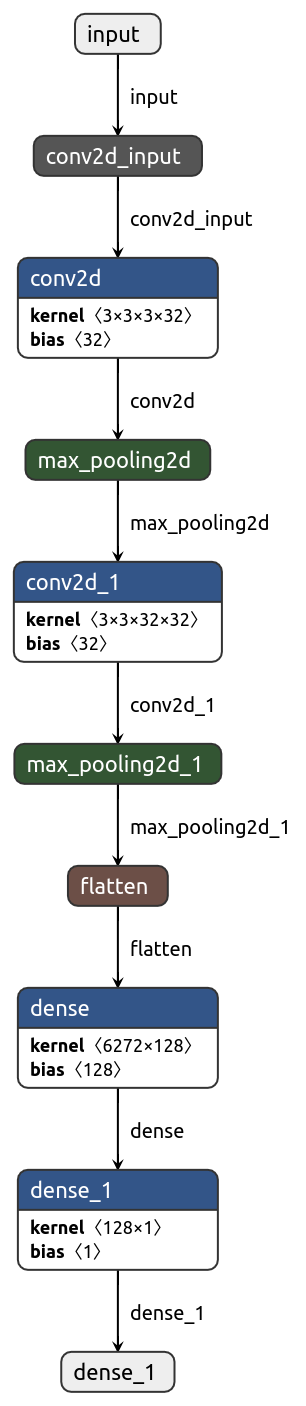 input
input
conv2d_input
conv2d_input
conv2d
kernel〈3×3×3×32〉
bias〈32〉
conv2d
max_pooling2d
max_pooling2d
conv2d_1
kernel〈3×3×32×32〉
bias〈32〉
conv2d_1
max_pooling2d_1
max_pooling2d_1
flatten
flatten
dense
kernel〈6272×128〉
bias〈128〉
dense
dense_1
kernel〈128×1〉
bias〈1〉
dense_1
dense_1